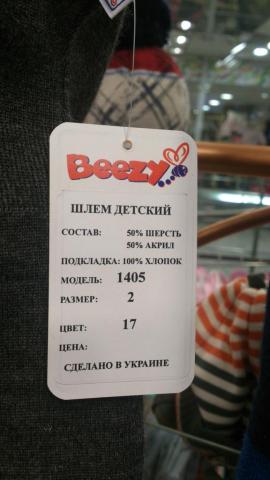 Beezy
ШЛЕМ ДЕТСКИЙ
СОСТАВ: 50% ШЕРСТЬ
50% АКРИЛ
ПОДКЛАДКА: 100% ХЛОПОК
МОДЕЛЬ: 1405
РАЗМЕР: 2
ЦВЕТ: 17
ЦЕНА:
СДЕЛАНО В УКРАИНЕ